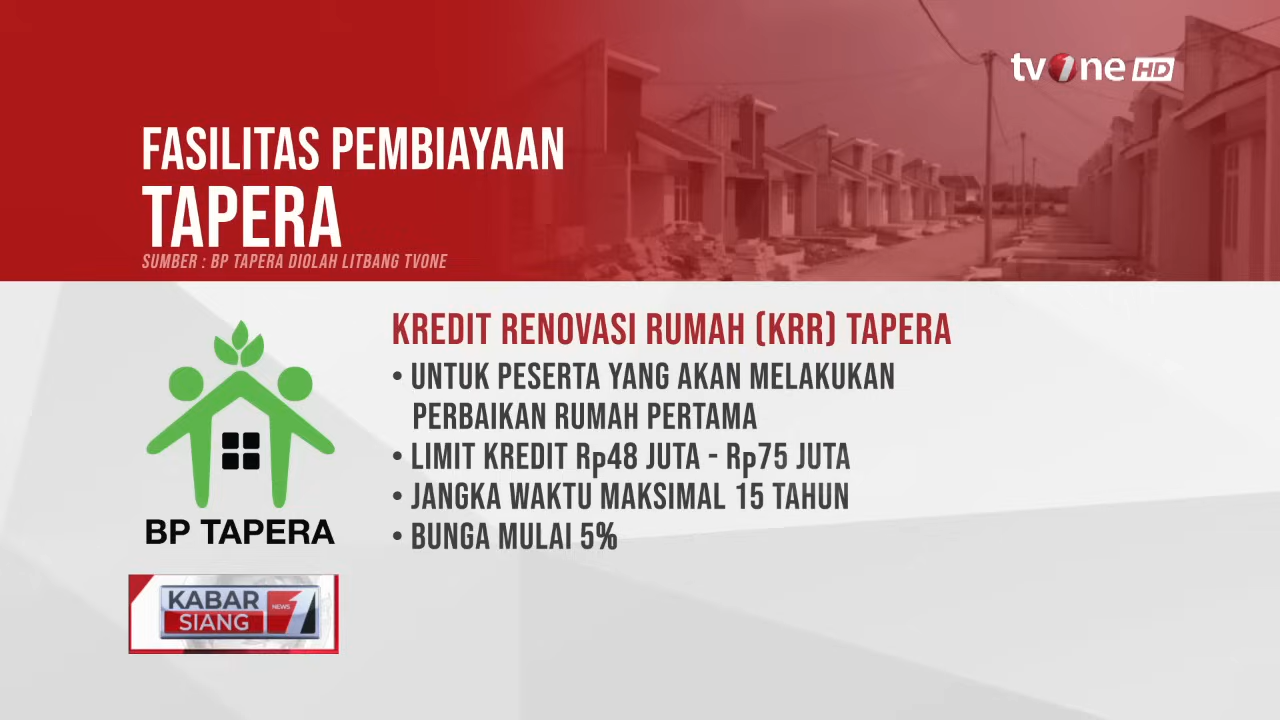 tvOne HD
FASILITAS PEMBIAYAAN
TAPERA
SUMBER : BP TAPERA DIOLAH LITBANG TVONE
KREDIT RENOVASI RUMAH (KRR) TAPERA
• UNTUK PESERTA YANG AKAN MELAKUKAN
PERBAIKAN RUMAH PERTAMA
• LIMIT KREDIT Rp48 JUTA - Rp75 JUTA
• JANGKA WAKTU MAKSIMAL 15 TAHUN
• BUNGA MULAI 5%
BP TAPERA
KABAR
SIANG
NEWS 1